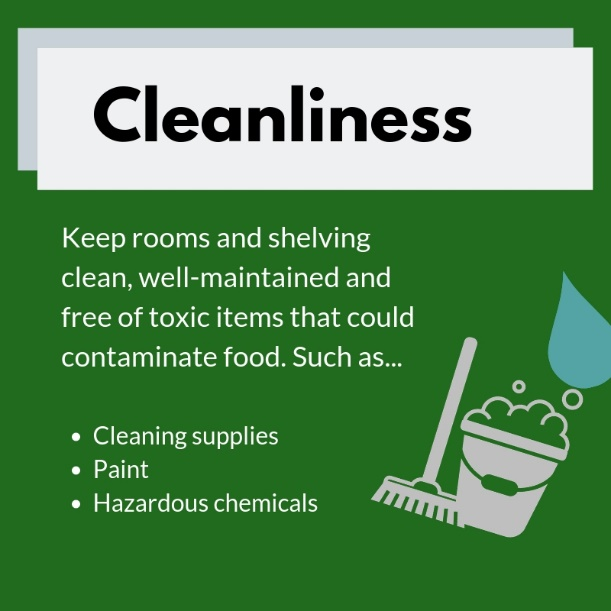 Cleanliness
Keep rooms and shelving
clean, well-maintained and
free of toxic items that could
contaminate food. Such as...
• Cleaning supplies
• Paint
• Hazardous chemicals